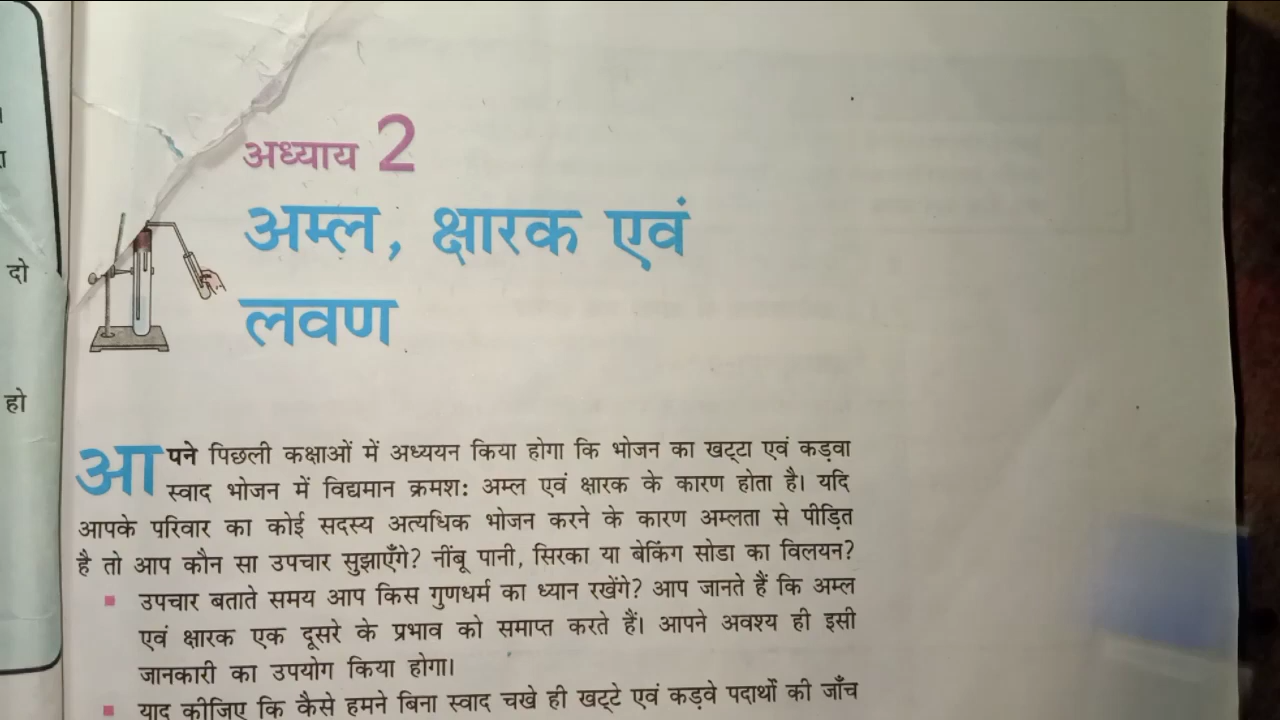 दो
हो
अध्याय 2
अम्ल, क्षारक एवं
लवण
आपने पिछली कक्षाओं में अध्ययन किया होगा कि भोजन का खट्टा एवं कड़वा
स्वाद भोजन में विद्यमान क्रमश: अम्ल एवं क्षारक के कारण होता है। यदि
आपके परिवार का कोई सदस्य अत्यधिक भोजन करने के कारण अम्लता से पीड़ित
है तो आप कौन सा उपचार सुझाएँगे? नींबू पानी, सिरका या बेकिंग सोडा का विलयन?
▪ उपचार बताते समय आप किस गुणधर्म का ध्यान रखेंगे? आप जानते हैं कि अम्ल
एवं क्षारक एक दूसरे के प्रभाव को समाप्त करते हैं। आपने अवश्य ही इसी
जानकारी का उपयोग किया होगा।
▪ याद कीजिए कि कैसे हमने बिना स्वाद चखे ही खट्टे एवं कड़वे पदार्थों की जाँच